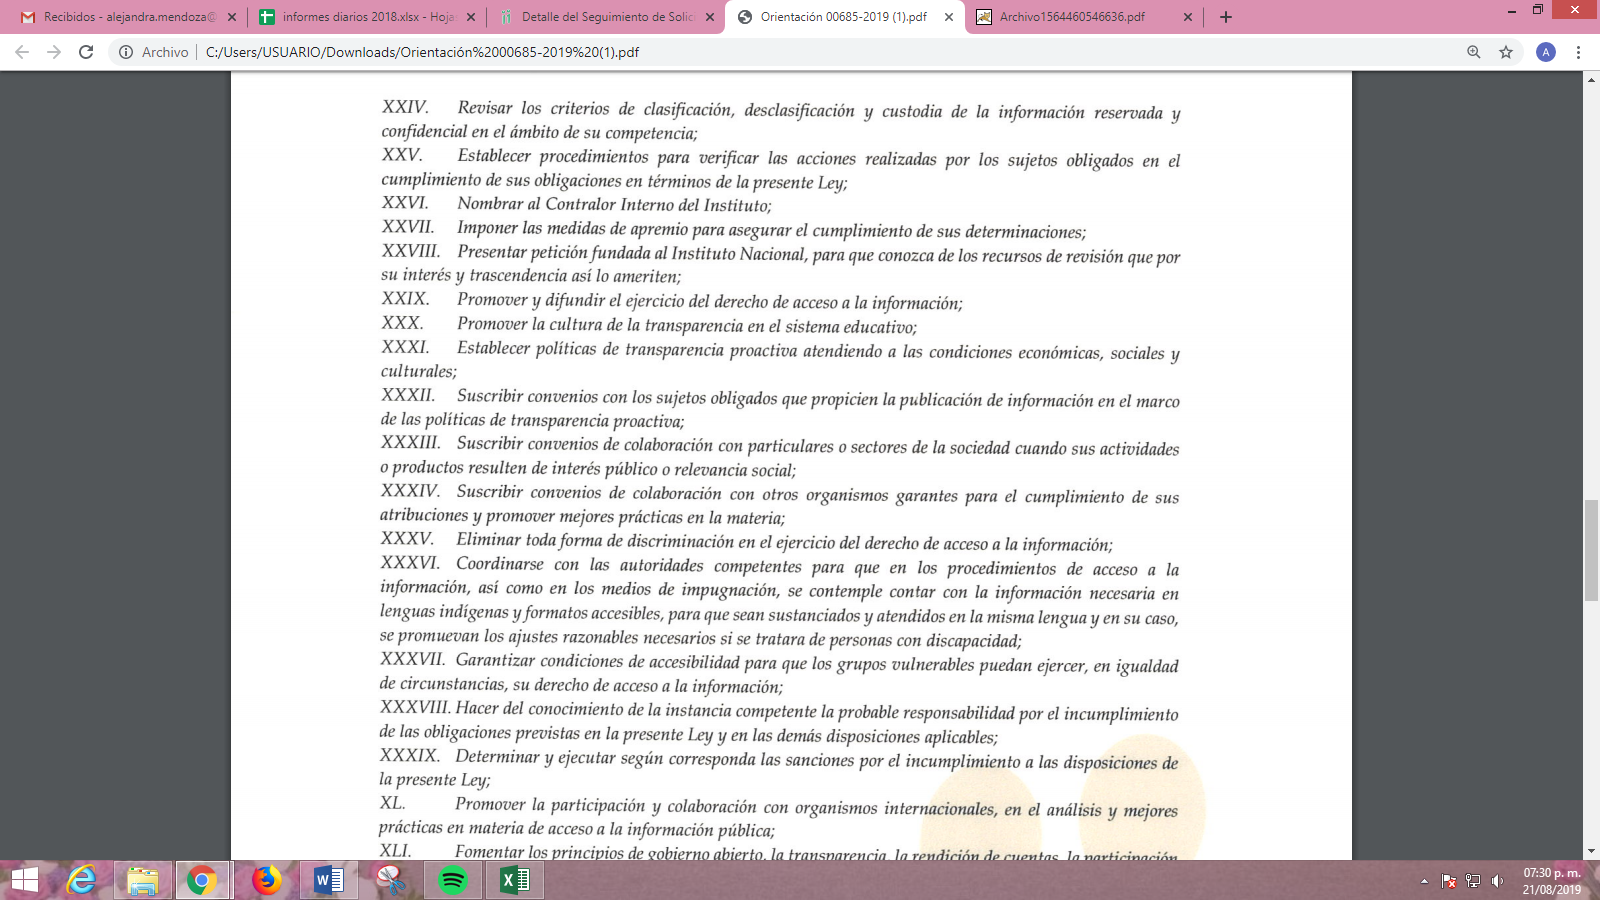 Recibidos - alejandra.mendoza@
informes diarios 2018.xlsx - Hoja
Detalle del Seguimiento de Solic
Orientación 00685-2019 (1).pdf
Archivo1564460546636.pdf
Archivo
C:/Users/USUARIO/Downloads/Orientación%2000685-2019%20(1).pdf
A
XXIV. Revisar los criterios de clasificación, desclasificación y custodia de la información reservada y
confidencial en el ámbito de su competencia;
XXV. Establecer procedimientos para verificar las acciones realizadas por los sujetos obligados en el
cumplimiento de sus obligaciones en términos de la presente Ley;
XXVI. Nombrar al Contralor Interno del Instituto;
XXVII. Imponer las medidas de apremio para asegurar el cumplimiento de sus determinaciones;
XXVIII. Presentar petición fundada al Instituto Nacional, para que conozca de los recursos de revisión que por
su interés y trascendencia así lo ameriten;
XXIX. Promover y difundir el ejercicio del derecho de acceso a la información;
XXX. Promover la cultura de la transparencia en el sistema educativo;
XXXI. Establecer políticas de transparencia proactiva atendiendo a las condiciones económicas, sociales y
culturales;
XXXII. Suscribir convenios con los sujetos obligados que propicien la publicación de información en el marco
de las políticas de transparencia proactiva;
XXXIII. Suscribir convenios de colaboración con particulares o sectores de la sociedad cuando sus actividades
o productos resulten de interés público o relevancia social;
XXXIV. Suscribir convenios de colaboración con otros organismos garantes para el cumplimiento de sus
atribuciones y promover mejores prácticas en la materia;
XXXV. Eliminar toda forma de discriminación en el ejercicio del derecho de acceso a la información;
XXXVI. Coordinarse con las autoridades competentes para que en los procedimientos de acceso a la
información, así como en los medios de impugnación, se contemple contar con la información necesaria en
lenguas indígenas y formatos accesibles, para que sean sustanciados y atendidos en la misma lengua y en su caso,
se promuevan los ajustes razonables necesarios si se tratara de personas con discapacidad;
XXXVII. Garantizar condiciones de accesibilidad para que los grupos vulnerables puedan ejercer, en igualdad
de circunstancias, su derecho de acceso a la información;
XXXVIII. Hacer del conocimiento de la instancia competente la probable responsabilidad por el incumplimiento
de las obligaciones previstas en la presente Ley y en las demás disposiciones aplicables;
XXXIX. Determinar y ejecutar según corresponda las sanciones por el incumplimiento a las disposiciones de
la presente Ley;
XL. Promover la participación y colaboración con organismos internacionales, en el análisis y mejores
prácticas en materia de acceso a la información pública;
XLI. Fomentar los principios de gobierno abierto, la transparencia, la rendición de cuentas, la participación
07:30 p. m.
21/08/2019